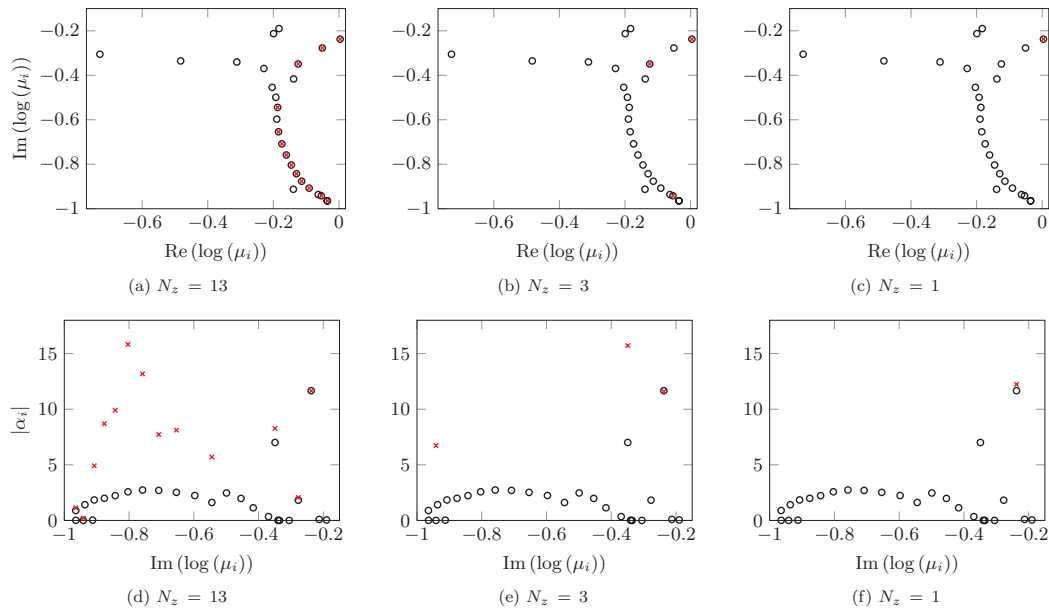 −0.2
−0.4
−0.6
−0.8
−1
Im (log (μᵢ))
−0.6 −0.4 −0.2 0
Re (log (μᵢ))
(a) N_z = 13
−0.2
−0.4
−0.6
−0.8
−1
−0.6 −0.4 −0.2 0
Re (log (μᵢ))
(b) N_z = 3
−0.2
−0.4
−0.6
−0.8
−1
−0.6 −0.4 −0.2 0
Re (log (μᵢ))
(c) N_z = 1
15
10
5
0
|αᵢ|
−1 −0.8 −0.6 −0.4 −0.2
Im (log (μᵢ))
(d) N_z = 13
15
10
5
0
−1 −0.8 −0.6 −0.4 −0.2
Im (log (μᵢ))
(e) N_z = 3
15
10
5
0
−1 −0.8 −0.6 −0.4 −0.2
Im (log (μᵢ))
(f) N_z = 1